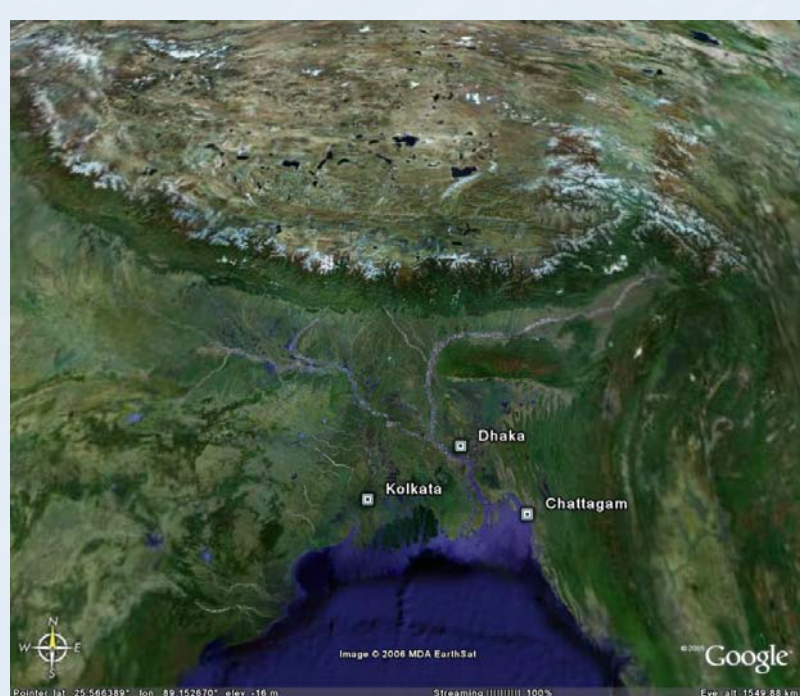 Dhaka
Kolkata
Chattagam
N
W E
S
Image © 2006 MDA EarthSat
© 2005 Google
Pointer lat 25.566389° lon 89.152670° elev -16 m Streaming |||||||||| 100% Eye alt 1549.88 km